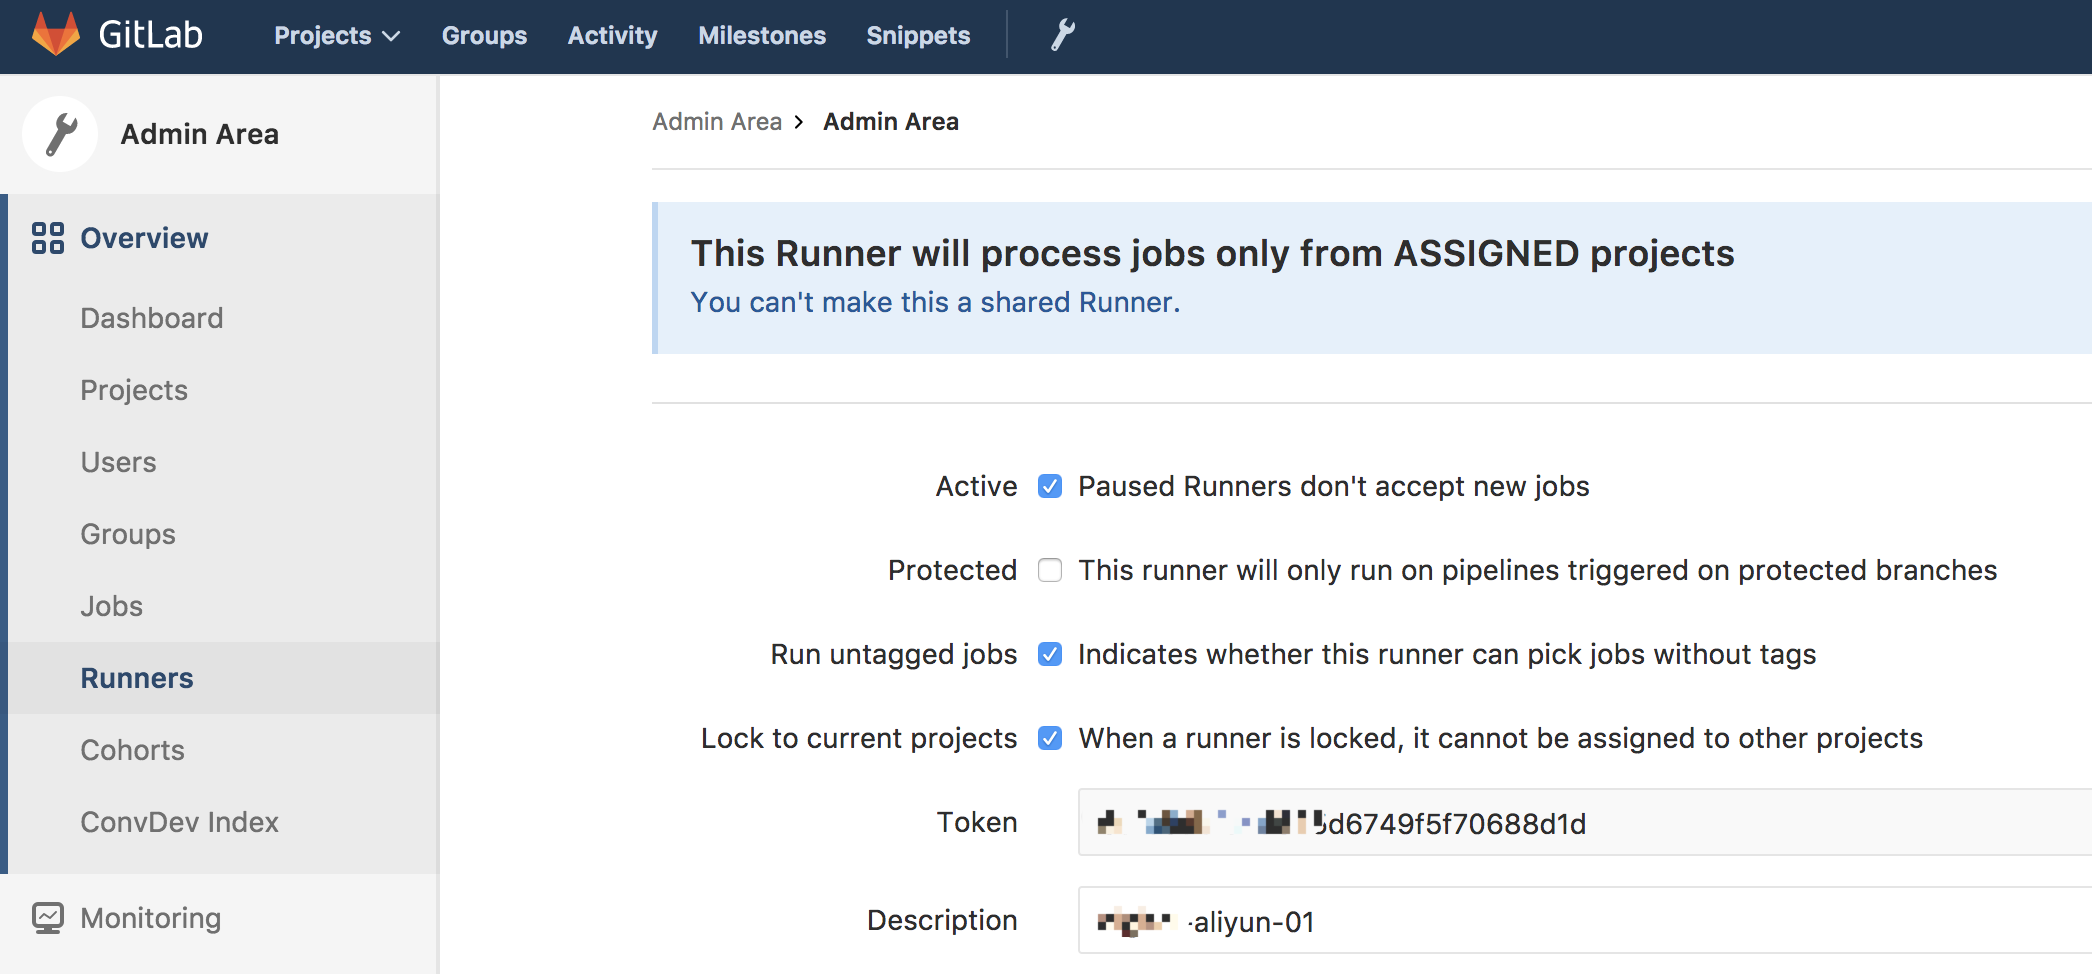 GitLab Projects Groups Activity Milestones Snippets
Admin Area
Overview
Dashboard
Projects
Users
Groups
Jobs
Runners
Cohorts
ConvDev Index
Monitoring
Admin Area > Admin Area
This Runner will process jobs only from ASSIGNED projects
You can't make this a shared Runner.
Active Paused Runners don't accept new jobs
Protected This runner will only run on pipelines triggered on protected branches
Run untagged jobs Indicates whether this runner can pick jobs without tags
Lock to current projects When a runner is locked, it cannot be assigned to other projects
Token d6749f5f70688d1d
Description -aliyun-01